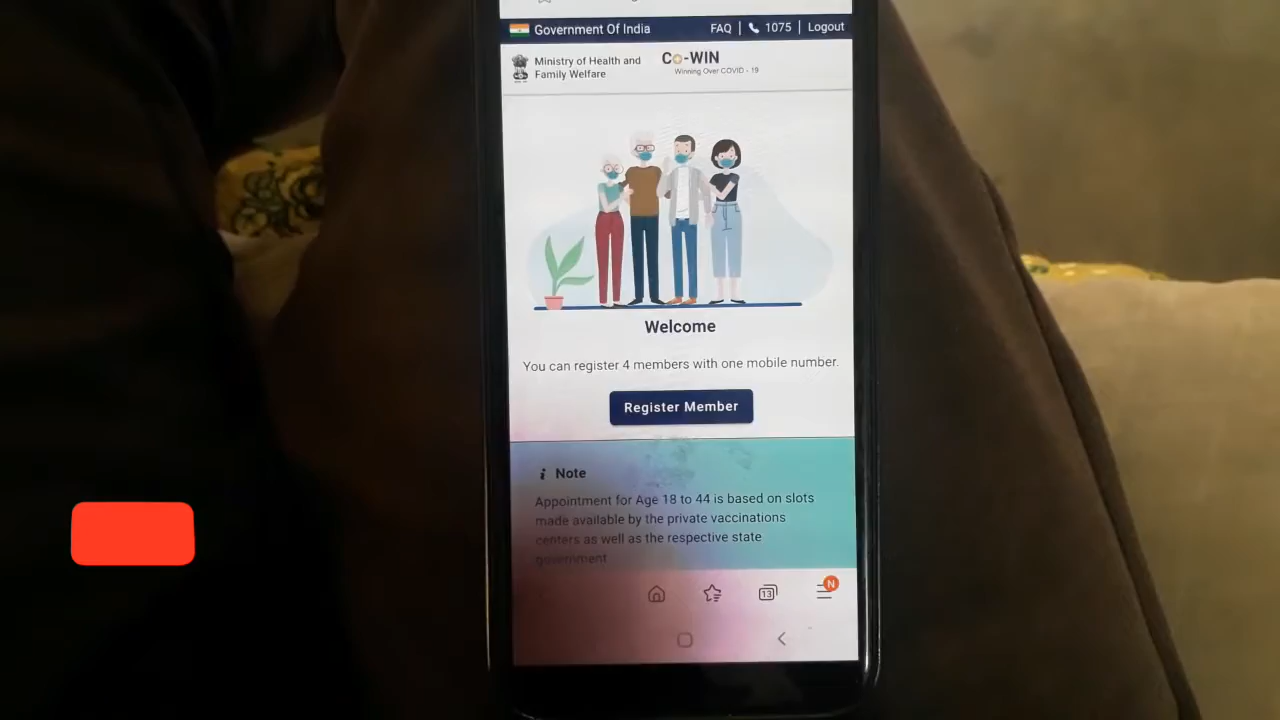 Government Of India FAQ | 1075 | Logout
Ministry of Health and
Family Welfare
Co-WIN
Winning Over COVID - 19
Welcome
You can register 4 members with one mobile number.
Register Member
i Note
Appointment for Age 18 to 44 is based on slots
made available by the private vaccinations
centers as well as the respective state
government
13
N